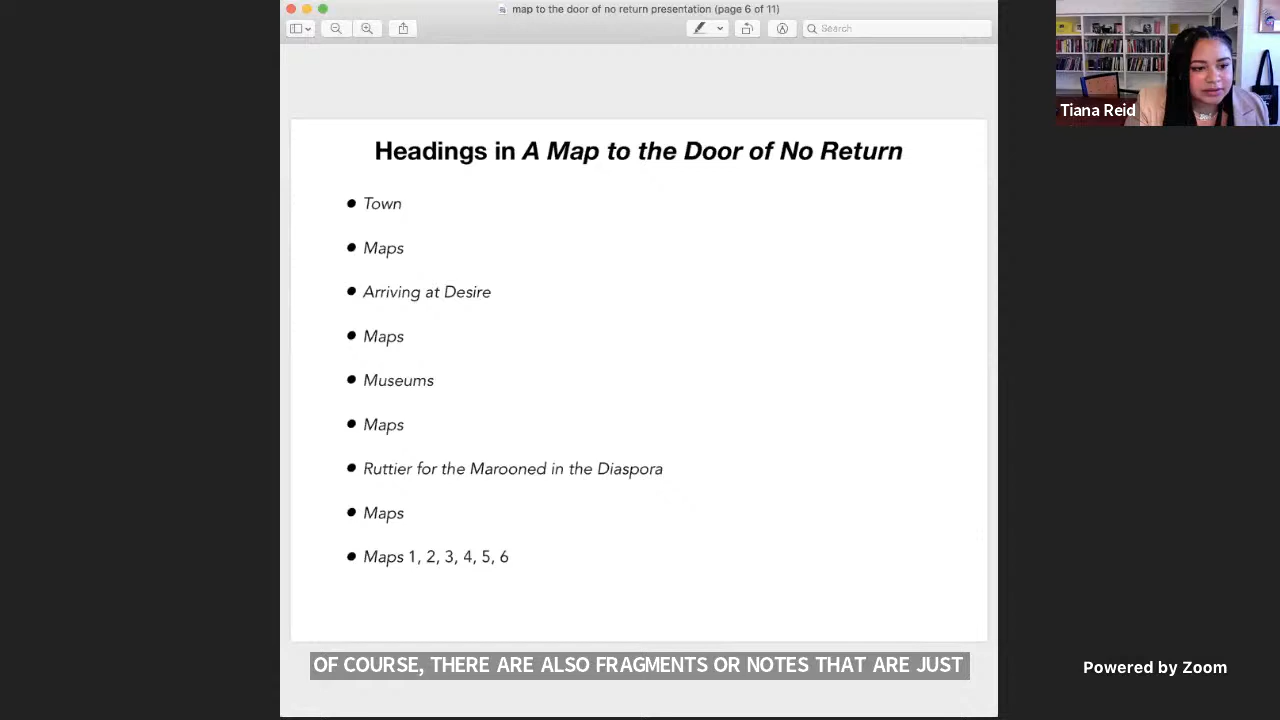 map to the door of no return presentation (page 6 of 11)
Search
Tiana Reid
Headings in A Map to the Door of No Return
• Town
• Maps
• Arriving at Desire
• Maps
• Museums
• Maps
• Ruttier for the Marooned in the Diaspora
• Maps
• Maps 1, 2, 3, 4, 5, 6
OF COURSE, THERE ARE ALSO FRAGMENTS OR NOTES THAT ARE JUST
Powered by Zoom